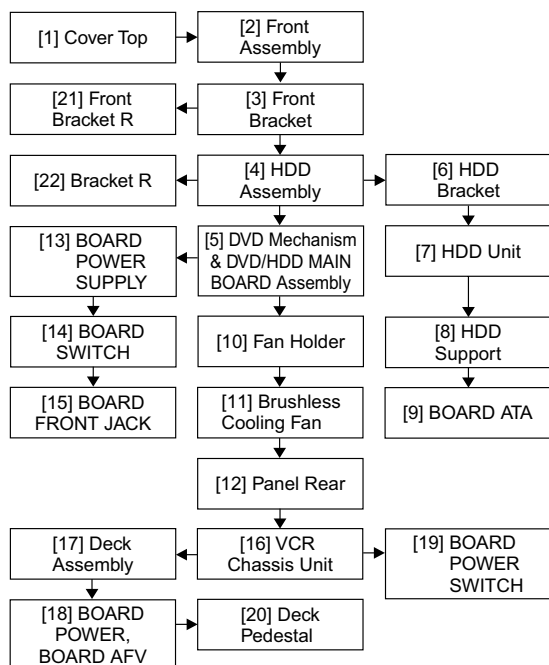 [1] Cover Top
[2] Front
Assembly
[21] Front
Bracket R
[3] Front
Bracket
[22] Bracket R
[4] HDD
Assembly
[6] HDD
Bracket
[13] BOARD
POWER
SUPPLY
[5] DVD Mechanism
& DVD/HDD MAIN
BOARD Assembly
[7] HDD Unit
[14] BOARD
SWITCH
[10] Fan Holder
[8] HDD
Support
[15] BOARD
FRONT JACK
[11] Brushless
Cooling Fan
[9] BOARD ATA
[12] Panel Rear
[17] Deck
Assembly
[16] VCR
Chassis Unit
[19] BOARD
POWER
SWITCH
[18] BOARD
POWER,
BOARD AFV
[20] Deck
Pedestal